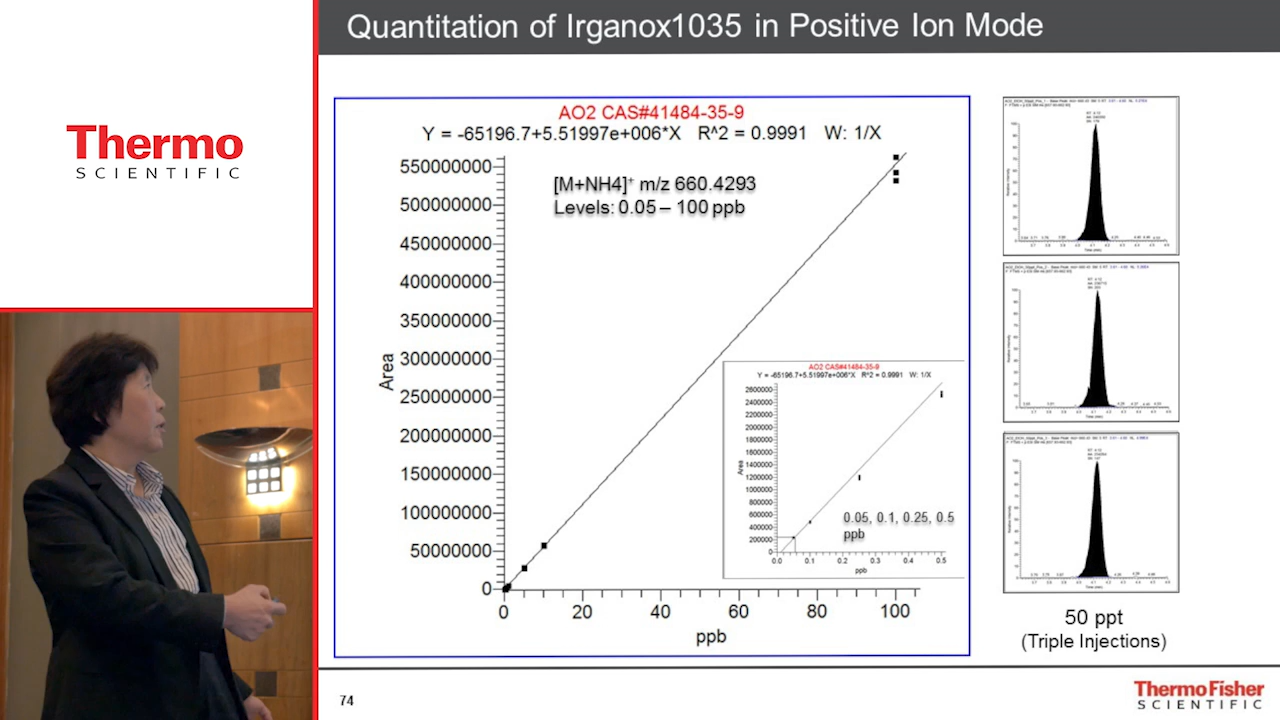 Quantitation of Irganox1035 in Positive Ion Mode
Thermo
SCIENTIFIC
AO2 CAS#41484-35-9
Y = -65196.7+5.51997e+006*X R^2 = 0.9991 W: 1/X
[M+NH4]+ m/z 660.4293
Levels: 0.05 – 100 ppb
550000000
500000000
450000000
400000000
350000000
300000000
250000000
200000000
150000000
100000000
50000000
0
Area
0 20 40 60 80 100
ppb
AO2 CAS#41484-35-9
Y = -65196.7+5.51997e+006*X R^2 = 0.9991 W: 1/X
2600000
2400000
2200000
2000000
1800000
1600000
1400000
1200000
1000000
800000
600000
400000
200000
0
Area
0.05, 0.1, 0.25, 0.5
ppb
0.0 0.1 0.2 0.3 0.4 0.5
ppb
50 ppt
(Triple Injections)
74
ThermoFisher
SCIENTIFIC